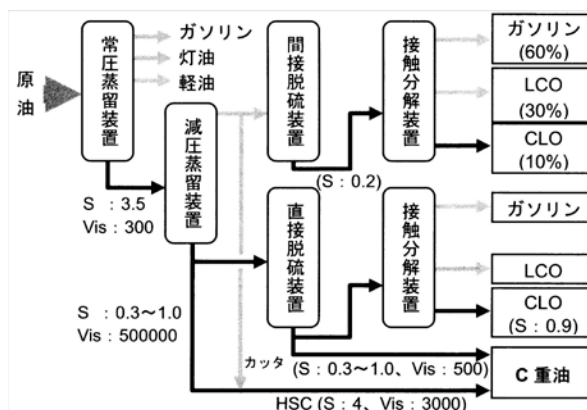 原油
常圧蒸留装置
ガソリン
灯油
軽油
S : 3.5
Vis : 300
減圧蒸留装置
間接脱硫装置
(S : 0.2)
接触分解装置
ガソリン
(60%)
LCO
(30%)
CLO
(10%)
S : 0.3～1.0
Vis : 500000
直接脱硫装置
接触分解装置
ガソリン
LCO
CLO
(S : 0.9)
カッタ
(S : 0.3～1.0、Vis : 500)
C 重油
HSC (S : 4、Vis : 3000)